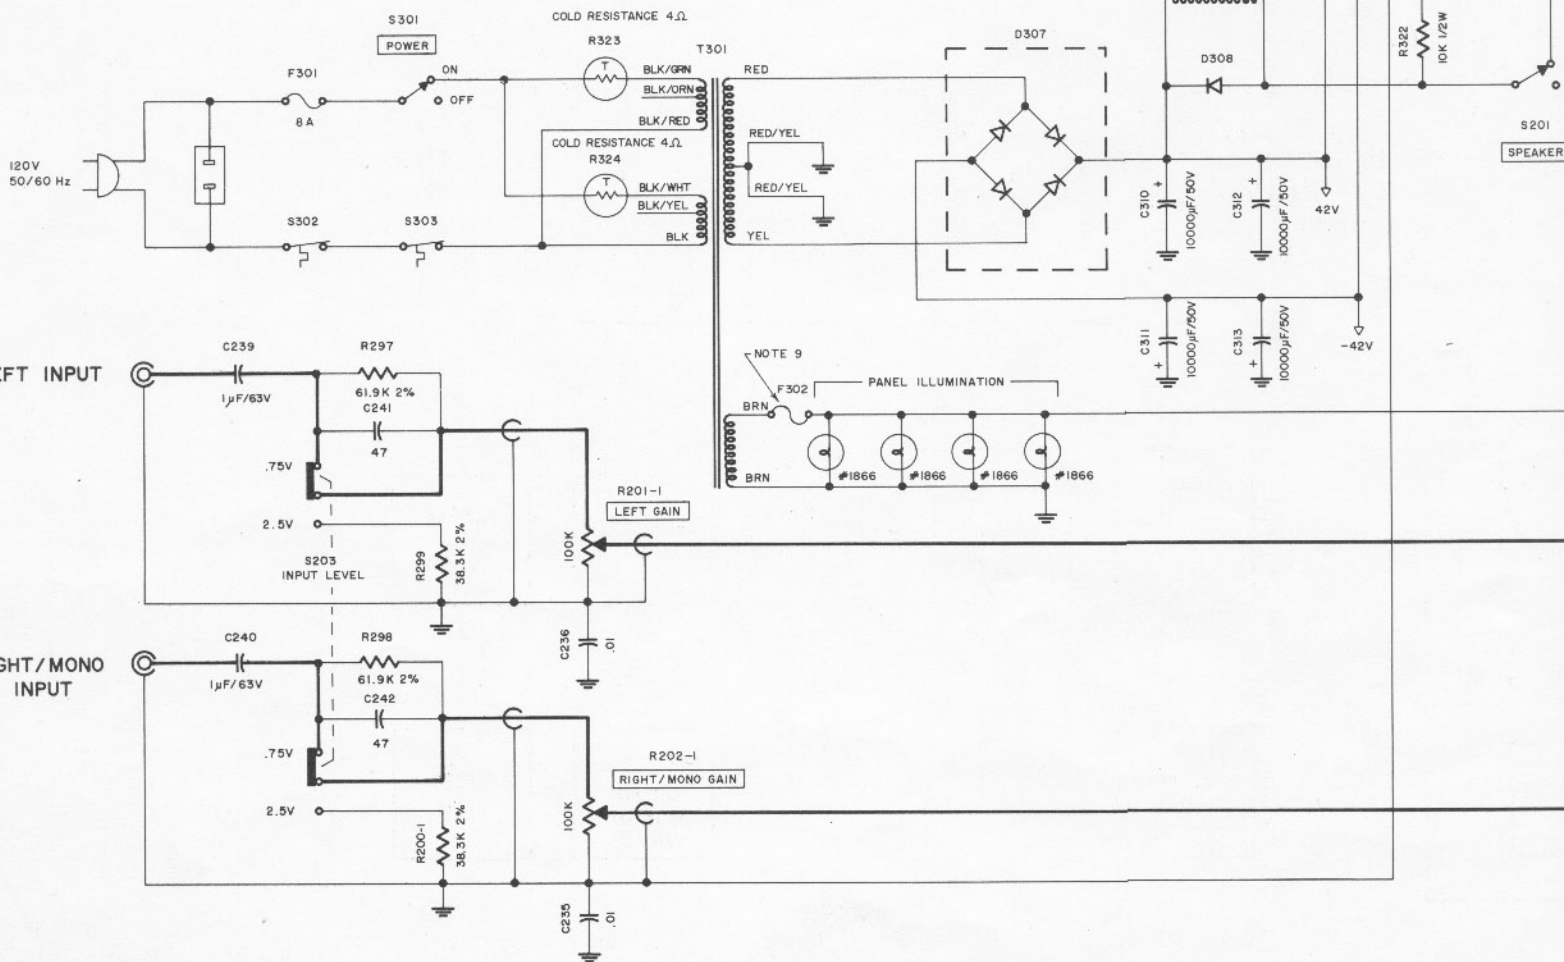 COLD RESISTANCE 4Ω
S301
POWER
R323
T301
D307
R322
10K 1/2W
F301
ON
BLK/GRN
RED
D308
8A
OFF
BLK/ORN
BLK/RED
S201
SPEAKER
COLD RESISTANCE 4Ω
RED/YEL
120V
50/60 Hz
R324
T
T
BLK/WHT
RED/YEL
C310
+
10000µF/50V
C312
+
10000µF/50V
42V
S302
S303
BLK/YEL
BLK
YEL
C311
+
10000µF/50V
C313
+
10000µF/50V
-42V
C239
R297
NOTE 9
LEFT INPUT
1µF/63V
61.9K 2%
F302
PANEL ILLUMINATION
C241
BRN
47
.75V
#1866
#1866
#1866
#1866
BRN
R201-1
LEFT GAIN
2.5V
R299
38.3K 2%
100K
S203
INPUT LEVEL
C240
R298
C236
.01
GHT/MONO
INPUT
1µF/63V
61.9K 2%
C242
47
.75V
R202-1
RIGHT/MONO GAIN
2.5V
R200-1
38.3K 2%
100K
C235
.01